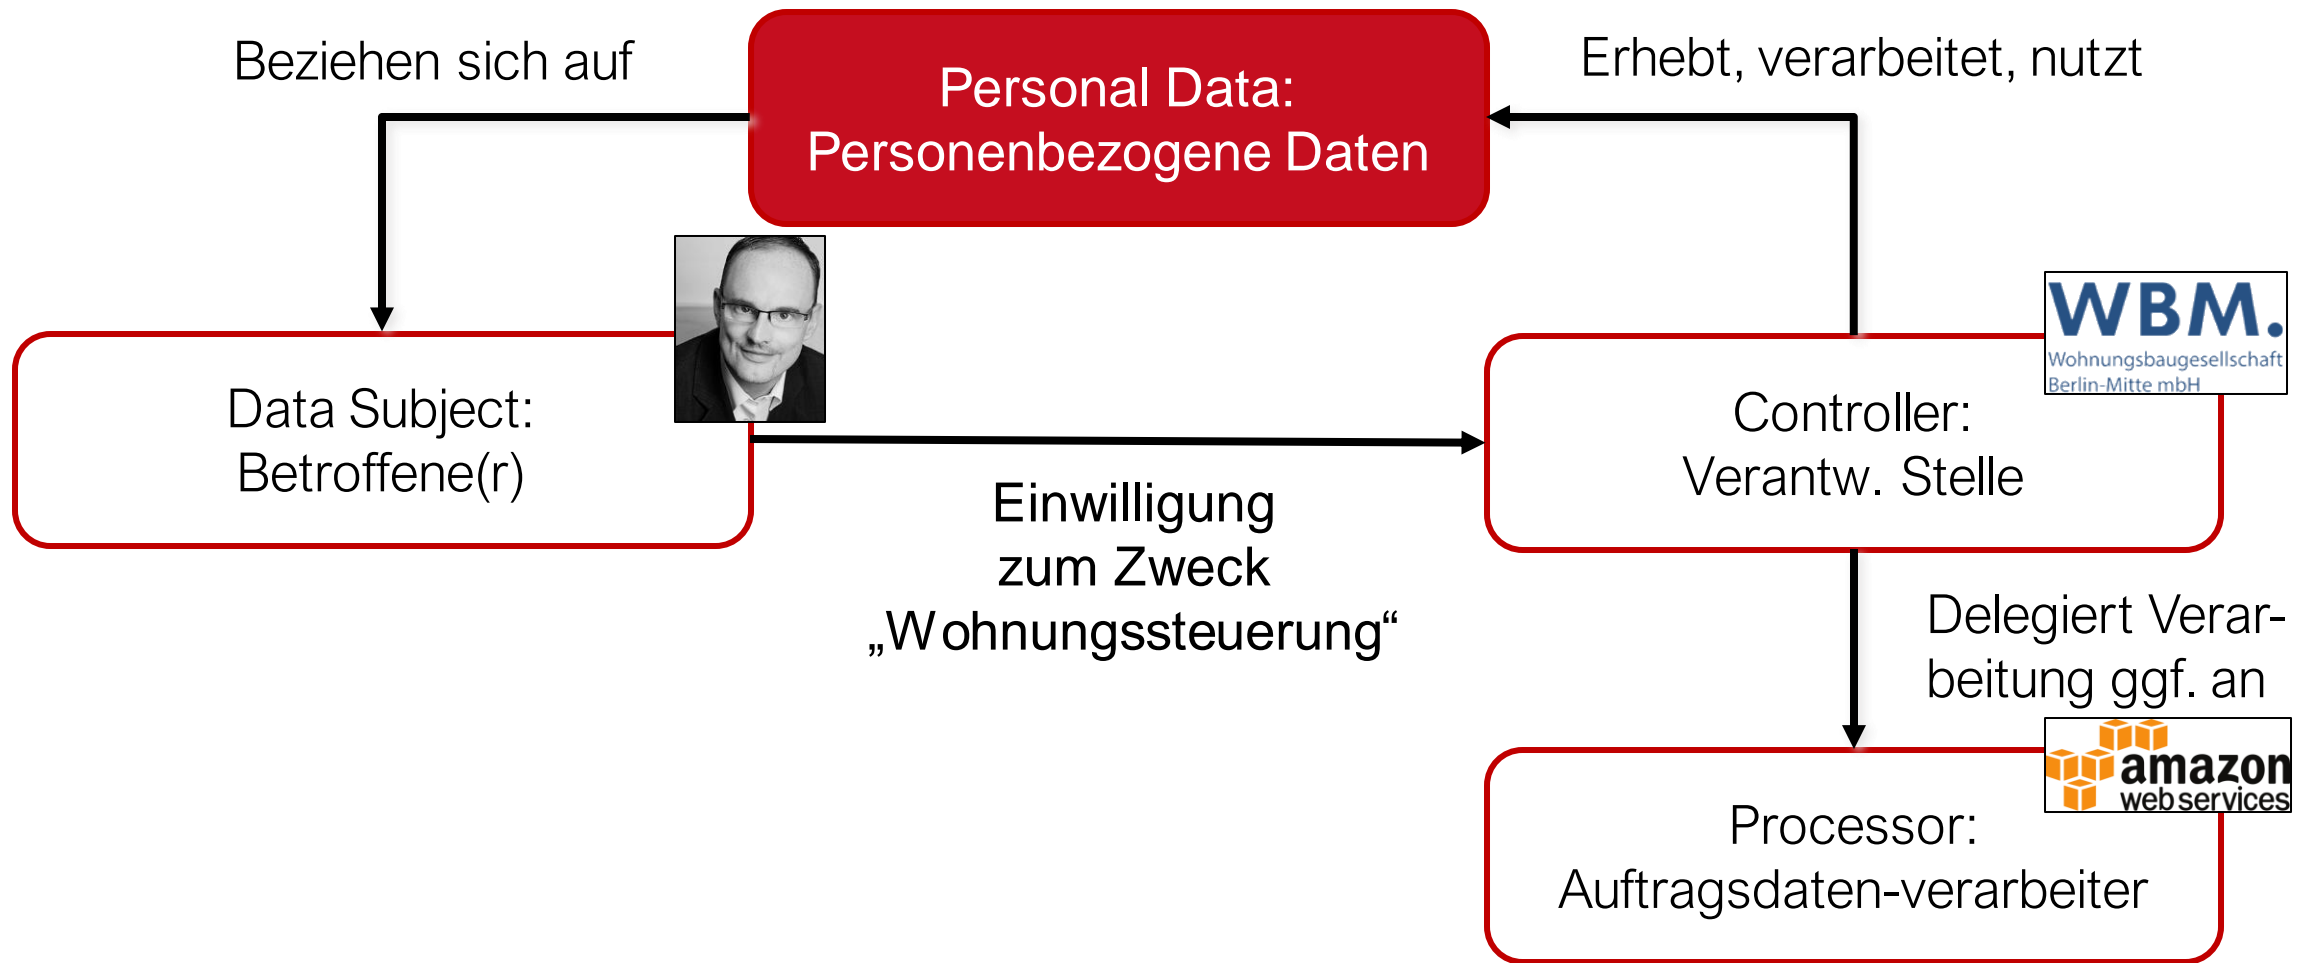 Beziehen sich auf
Personal Data:
Personenbezogene Daten
Erhebt, verarbeitet, nutzt
Data Subject:
Betroffene(r)
Einwilligung
zum Zweck
„Wohnungssteuerung“
WBM.
Wohnungsbaugesellschaft
Berlin-Mitte mbH
Controller:
Verantw. Stelle
Delegiert Verar-
beitung ggf. an
amazon
web services
Processor:
Auftragsdaten-verarbeiter